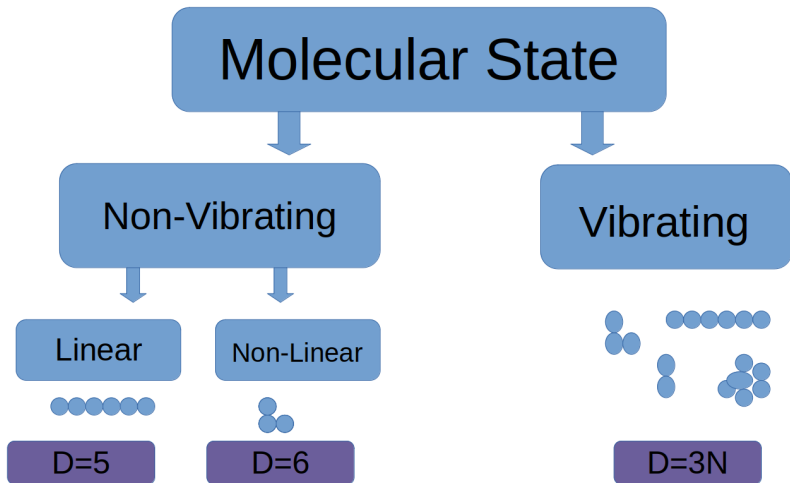 Molecular State
Non-Vibrating
Vibrating
Linear
Non-Linear
D=5
D=6
D=3N